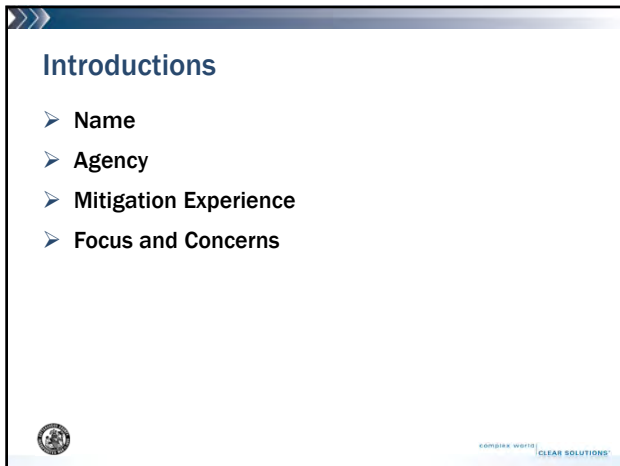 Introductions
Name
Agency
Mitigation Experience
Focus and Concerns
complex world CLEAR SOLUTIONS